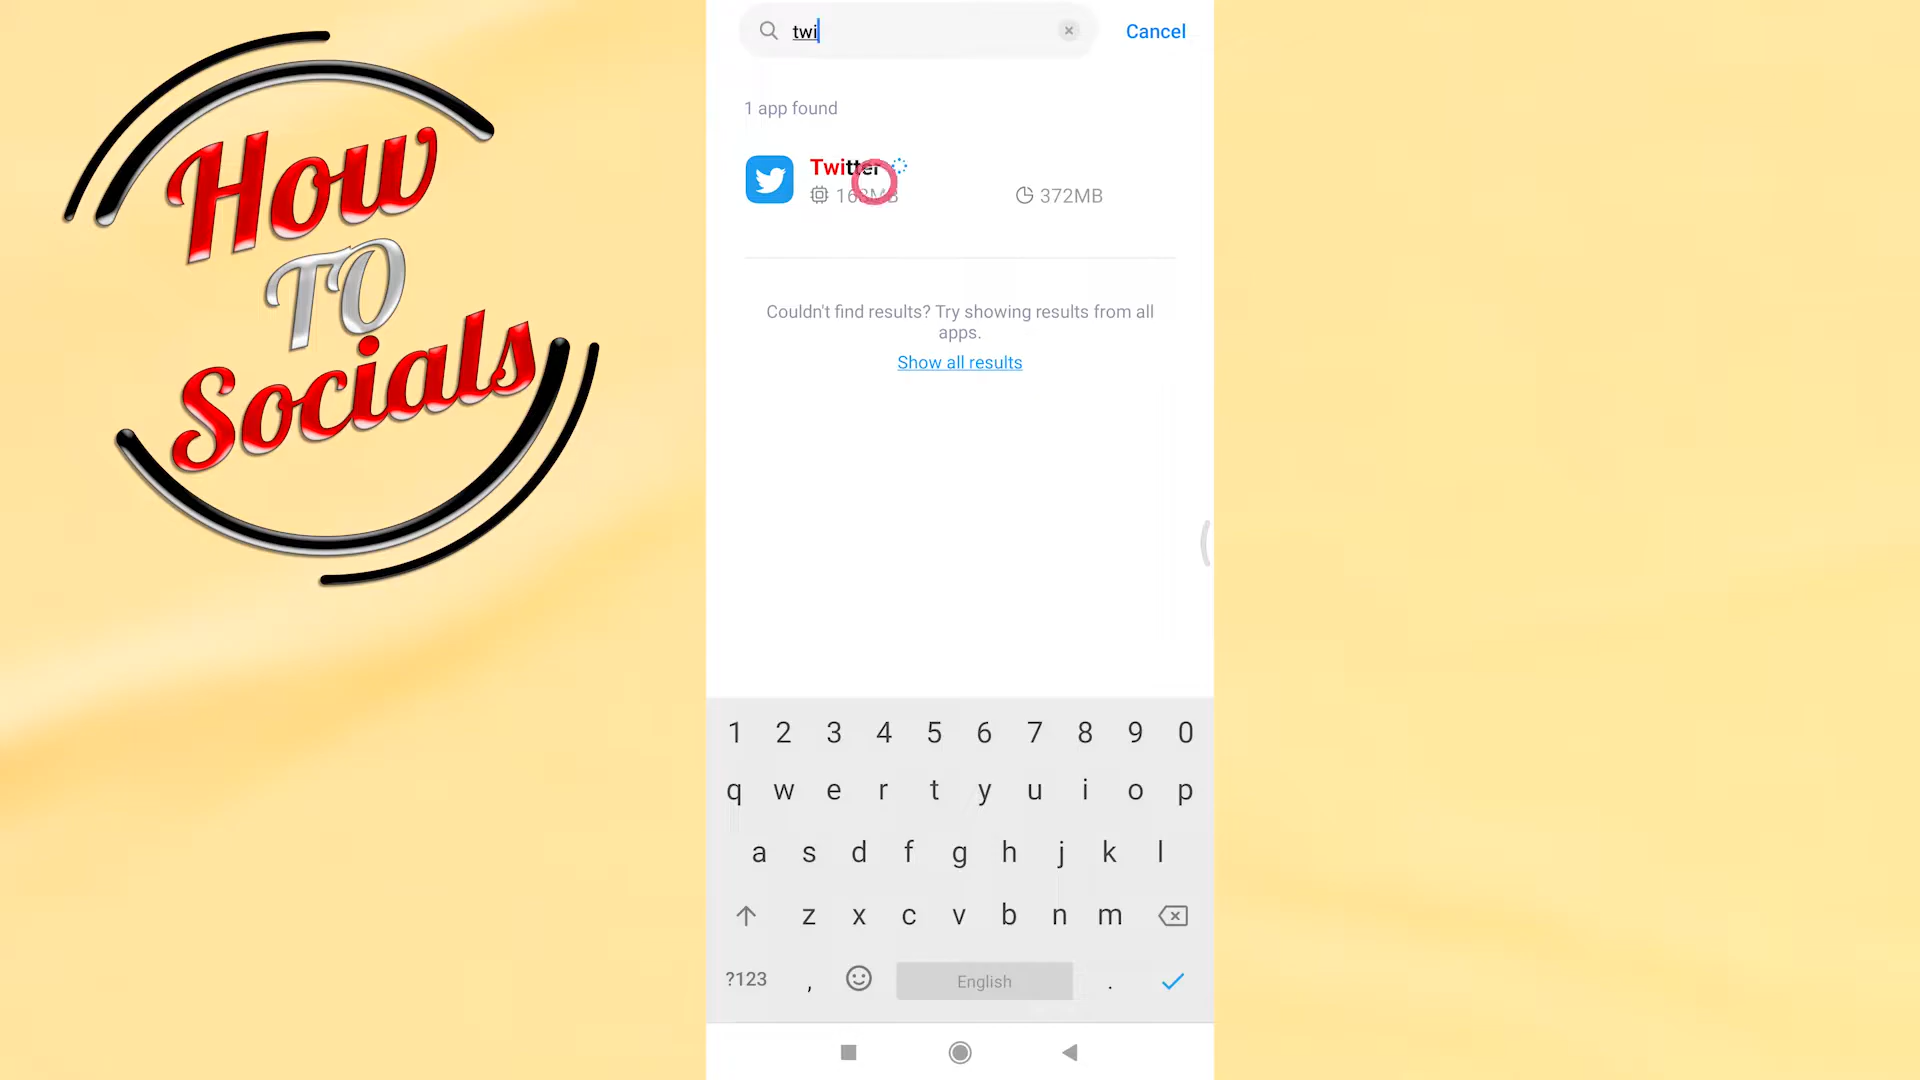 How
TO
Socials
twi
Cancel
1 app found
Twitter
372MB
Couldn't find results? Try showing results from all
apps.
Show all results
1 2 3 4 5 6 7 8 9 0
q w e r t y u i o p
a s d f g h j k l
z x c v b n m
?123 , English .